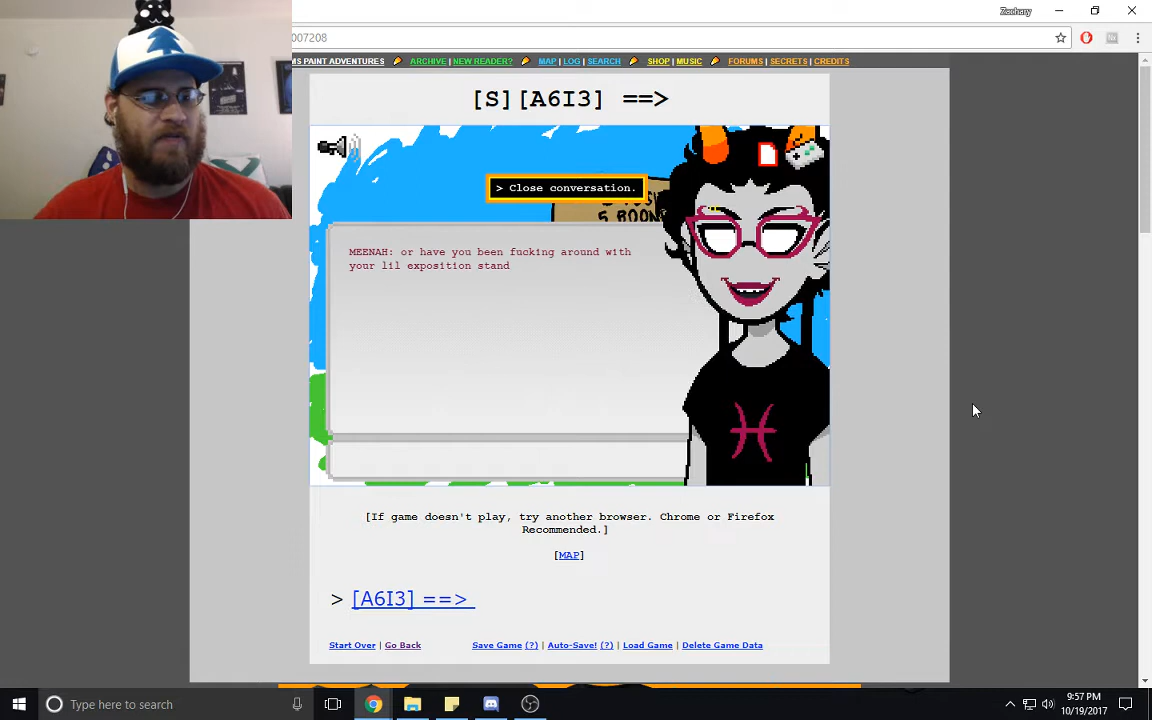 Zachary
007208
MS PAINT ADVENTURES ARCHIVE | NEW READER? MAP | LOG | SEARCH SHOP | MUSIC FORUMS | SECRETS | CREDITS
[S][A6I3] ==>
> Close conversation.
5 BOON
MEENAH: or have you been fucking around with
your lil exposition stand
[If game doesn't play, try another browser. Chrome or Firefox
Recommended.]
[MAP]
> [A6I3] ==>
Start Over | Go Back Save Game (?) | Auto-Save! (?) | Load Game | Delete Game Data
Type here to search
9:57 PM
10/19/2017